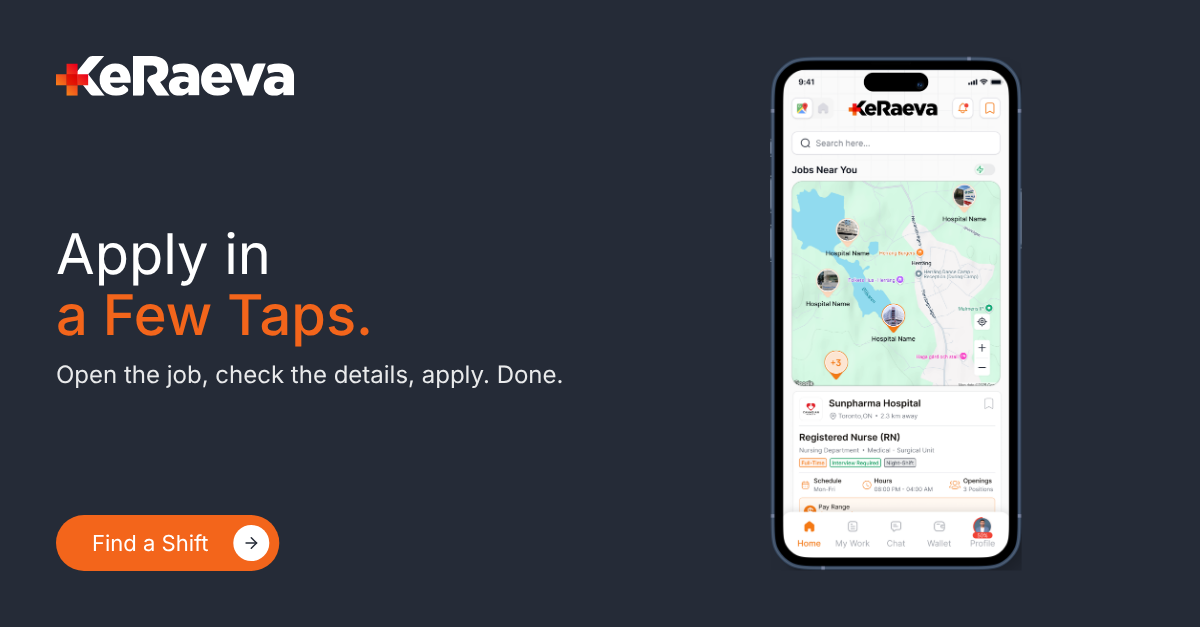 KeRaeva
Apply in
a Few Taps.
Open the job, check the details, apply. Done.
Find a Shift
9:41
KeRaeva
Search here...
Jobs Near You
Hospital Name
Hospital Name
Herräng
Hospital Name
Hospital Name
+3
Google
Sunpharma Hospital
Toronto,ON • 2.3 km away
Registered Nurse (RN)
Nursing Department • Medical - Surgical Unit
Full-Time
Interview Required
Night-Shift
Schedule
Hours
Openings
Mon-Fri
08:00 PM - 04:00 AM
3 Positions
Pay Range
Home
My Work
Chat
Wallet
Profile